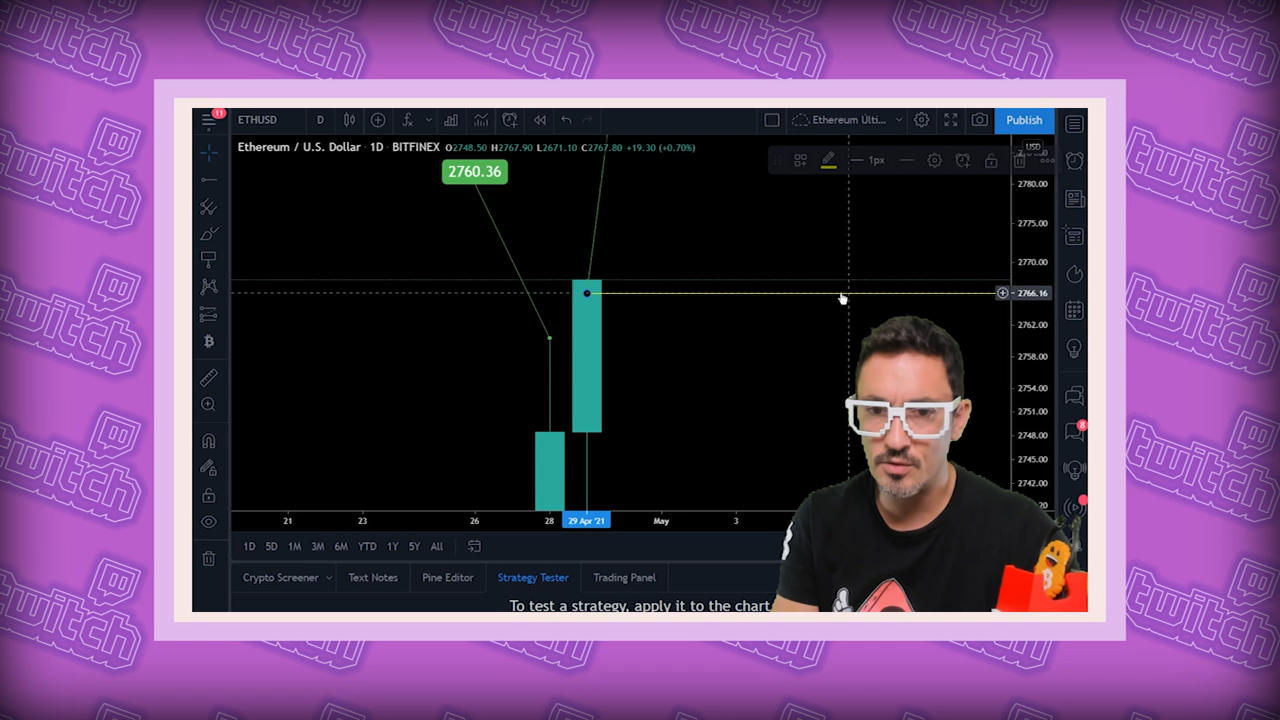 twitch
ETHUSD D Ethereum Ülti... Publish
11
Ethereum / U.S. Dollar · 1D · BITFINEX O2748.50 H2767.90 L2671.10 C2767.80 +19.30 (+0.70%)
USD
1px
2760.36
2780.00
2775.00
2770.00
2766.16
2762.00
2758.00
2754.00
2751.00
2748.00
2745.00
2742.00
8
21 23 26 28 29 Apr '21 May 3
1D 5D 1M 3M 6M YTD 1Y 5Y All
Crypto Screener Text Notes Pine Editor Strategy Tester Trading Panel
To test a strategy, apply it to the chart